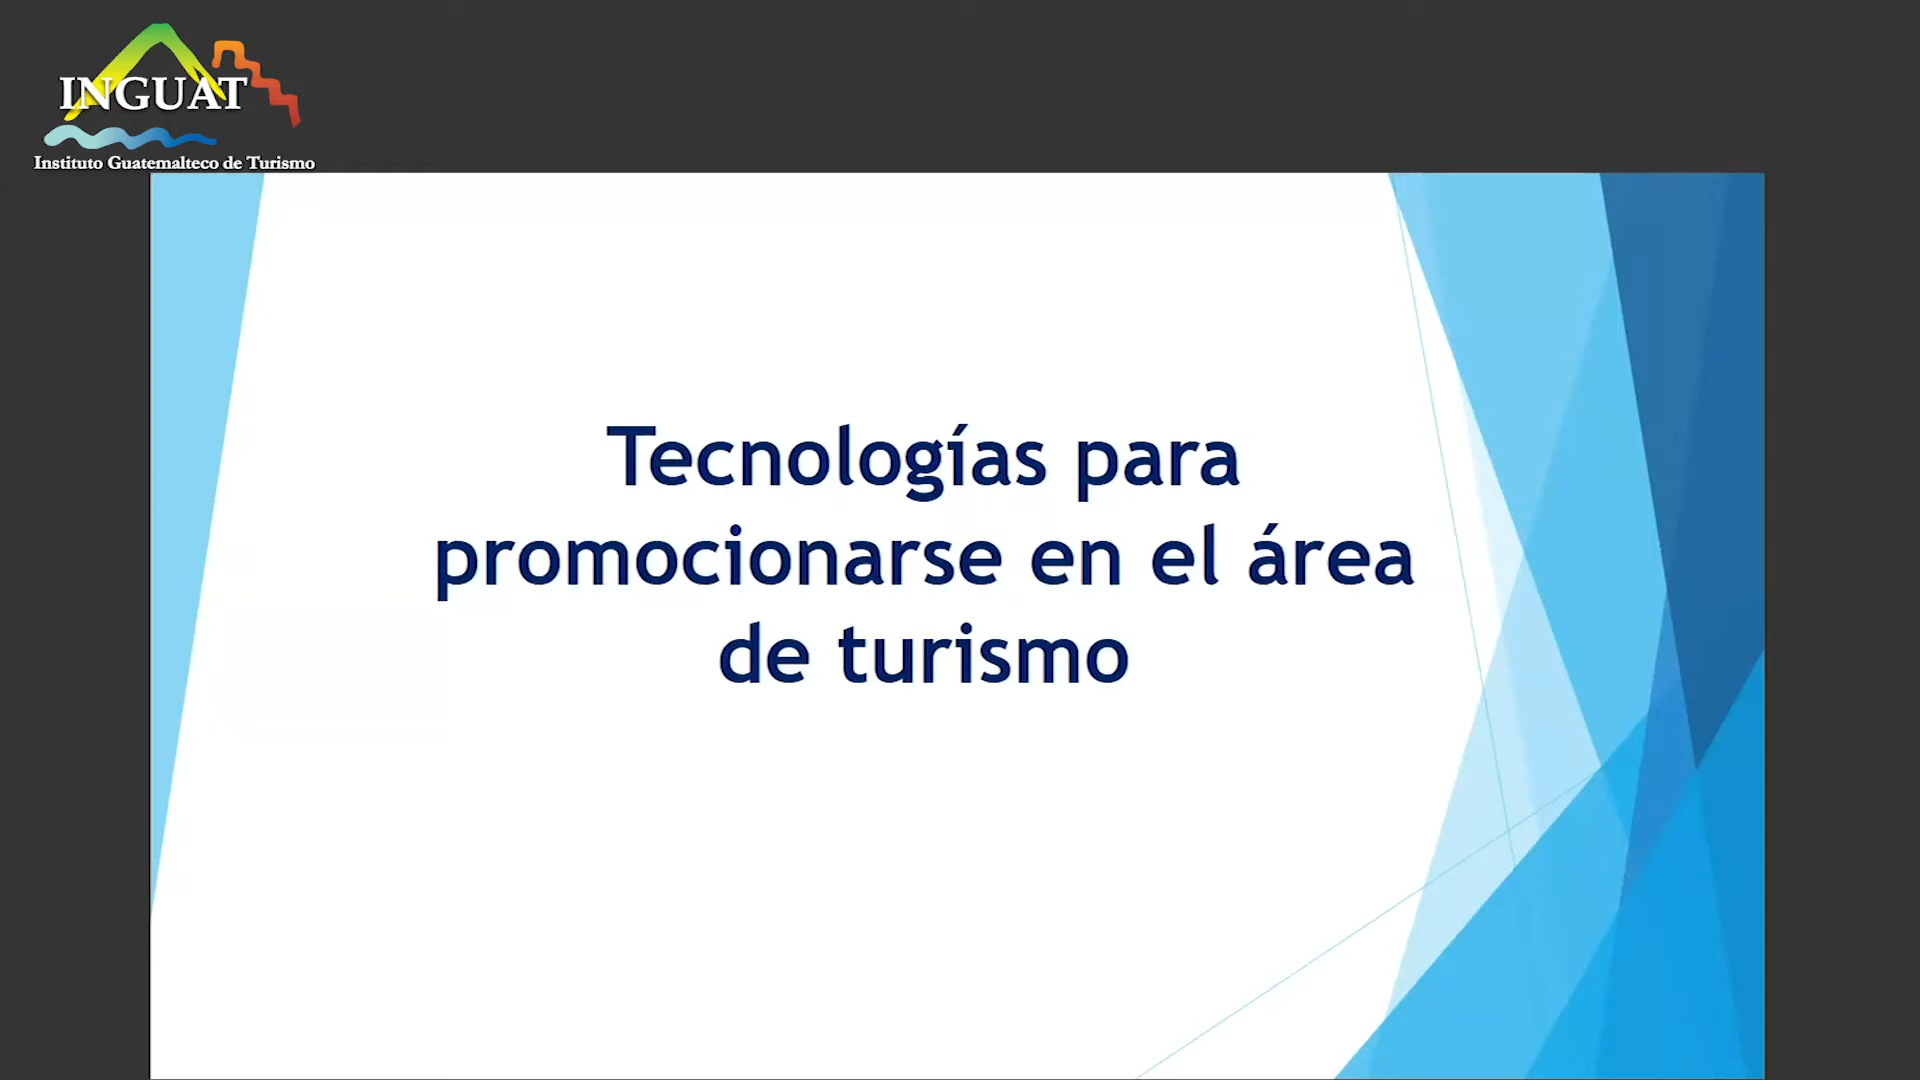 INGUAT
Instituto Guatemalteco de Turismo
Tecnologías para
promocionarse en el área
de turismo